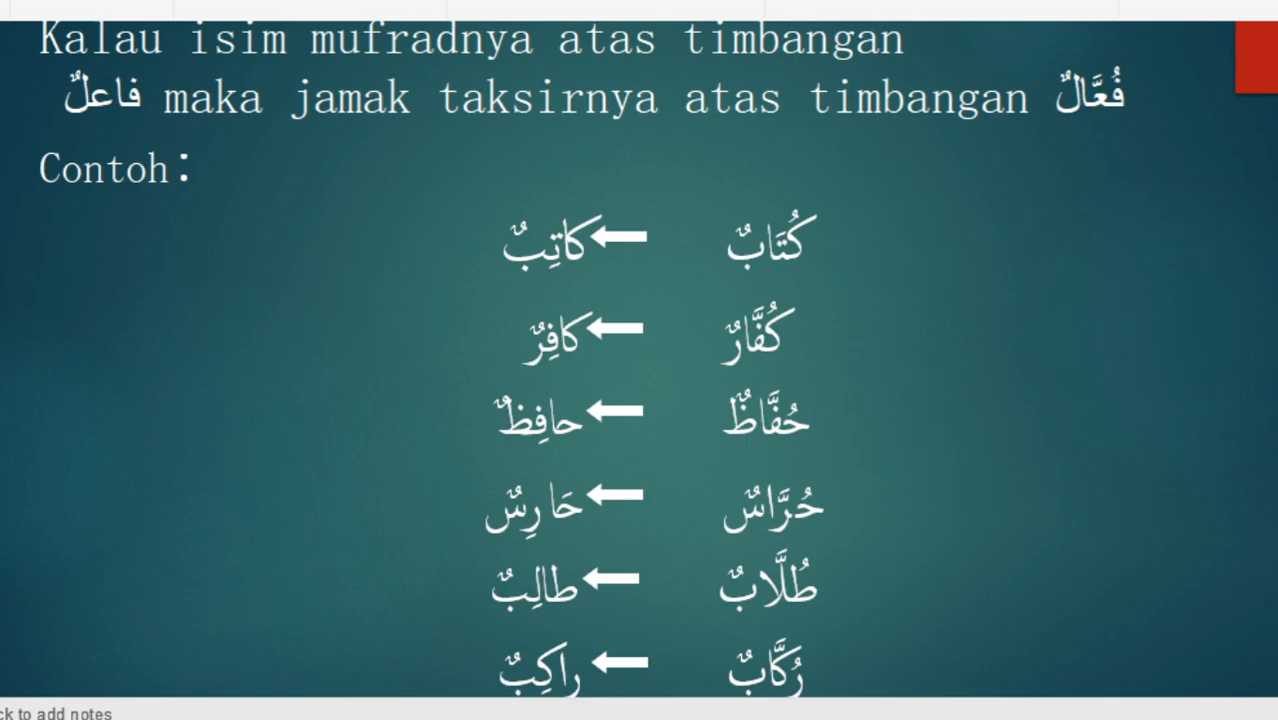 Kalau isim mufradnya atas timbangan
فاعلٌ maka jamak taksirnya atas timbangan فُعَّالٌ
Contoh:
كُتَابٌ ← كاتِبٌ
كُفَّارٌ ← كافِرٌ
حُفَّاظٌ ← حافِظٌ
حُرَّاسٌ ← حَارِسٌ
طُلَّابٌ ← طالِبٌ
رُكَّابٌ ← راكِبٌ
ck to add notes